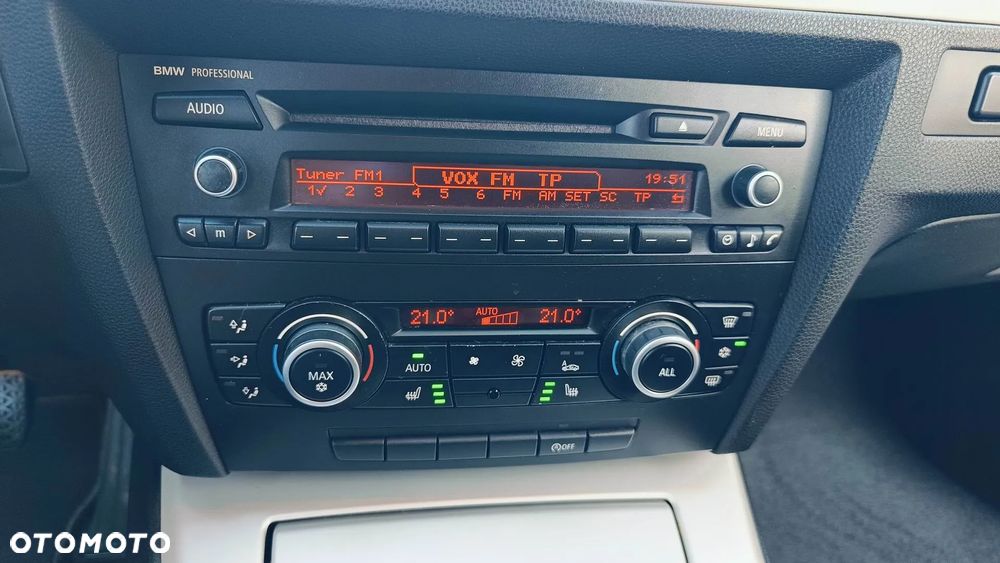 BMW PROFESSIONAL
AUDIO
MENU
Tuner FM1 VOX FM TP 19:51
1✓ 2 3 4 5 6 FM AM SET SC TP
m
21.0° AUTO 21.0°
MAX
AUTO
ALL
OFF
OTOMOTO